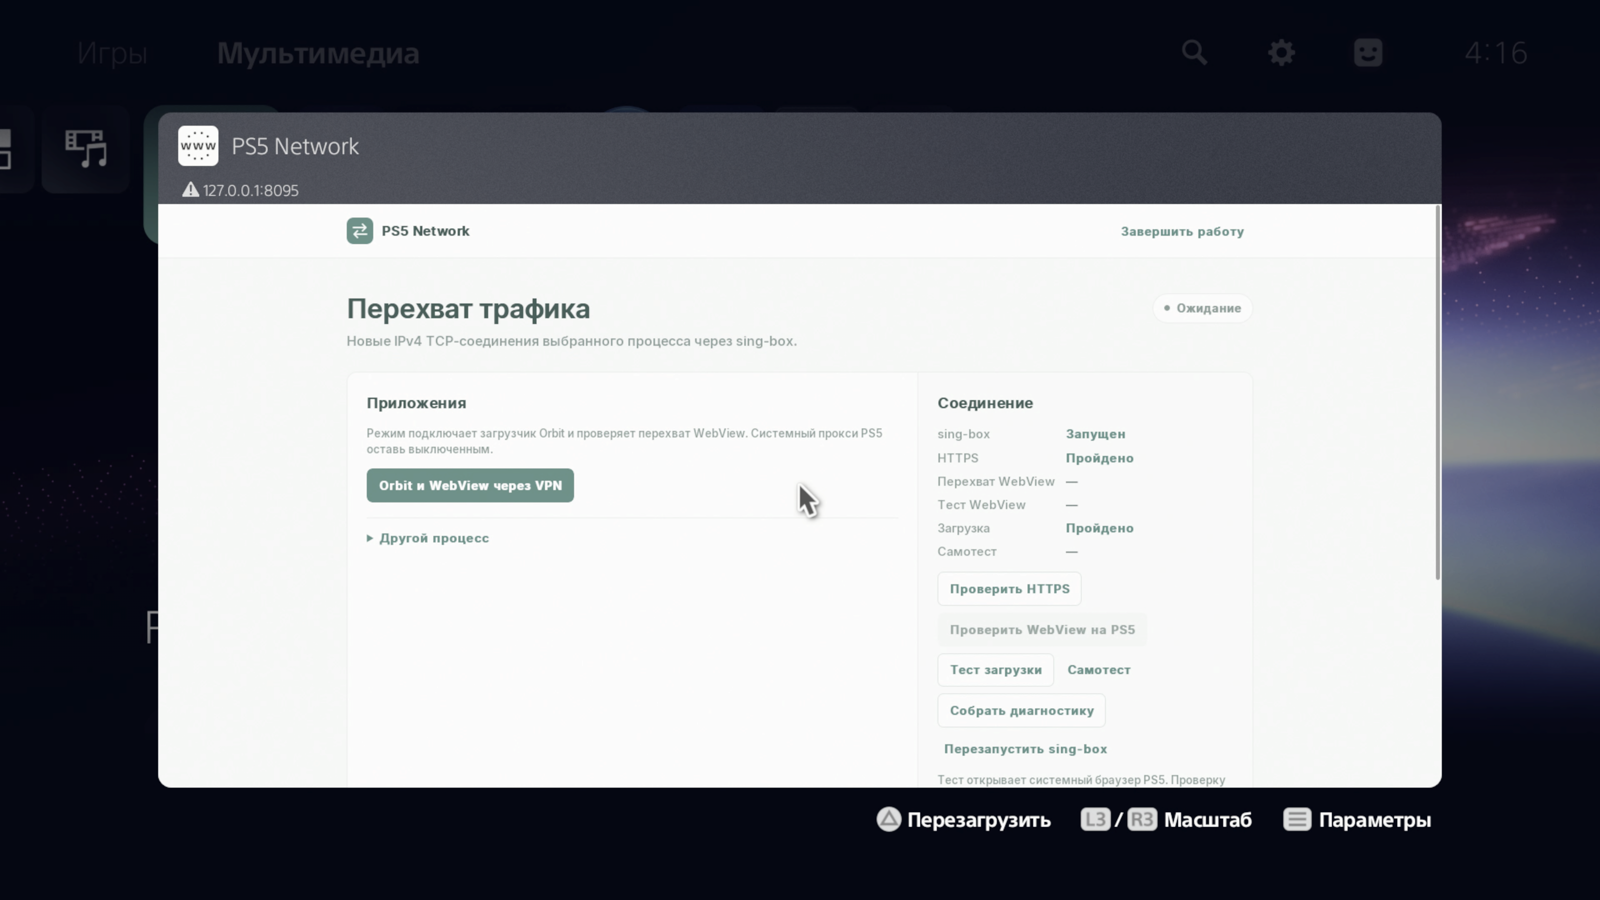 Игры
Мультимедиа
4:16
www
PS5 Network
127.0.0.1:8095
PS5 Network
Завершить работу
Перехват трафика
Ожидание
Новые IPv4 TCP-соединения выбранного процесса через sing-box.
Приложения
Режим подключает загрузчик Orbit и проверяет перехват WebView. Системный прокси PS5
оставь выключенным.
Orbit и WebView через VPN
Другой процесс
Соединение
sing-box Запущен
HTTPS Пройдено
Перехват WebView —
Тест WebView —
Загрузка Пройдено
Самотест —
Проверить HTTPS
Проверить WebView на PS5
Тест загрузки Самотест
Собрать диагностику
Перезапустить sing-box
Тест открывает системный браузер PS5. Проверку
Перезагрузить L3 / R3 Масштаб Параметры